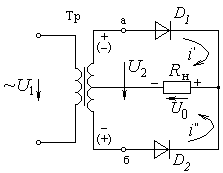 Тр
a
D1
+
(−)
i'
~U1
U2
Rн
− +
U0
i"
−
(+)
б
D2